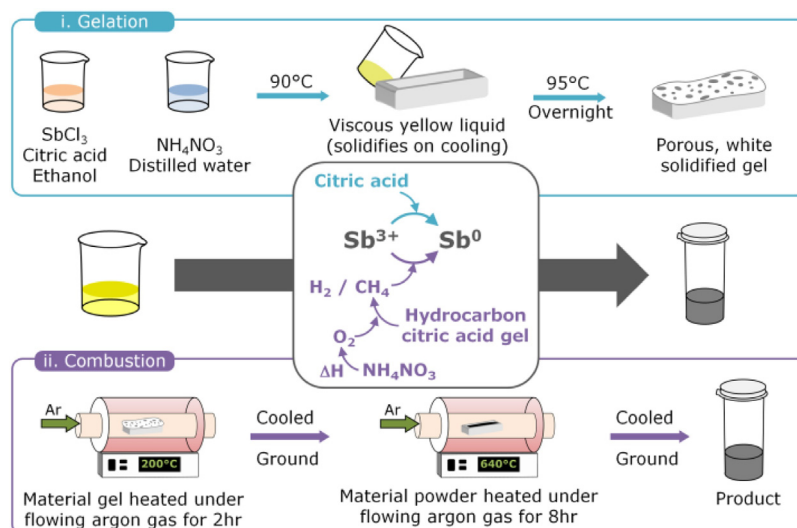 i. Gelation
SbCl₃
Citric acid
Ethanol
NH₄NO₃
Distilled water
90°C
Viscous yellow liquid
(solidifies on cooling)
95°C
Overnight
Porous, white
solidified gel
Citric acid
Sb³⁺
Sb⁰
H₂ / CH₄
Hydrocarbon
citric acid gel
O₂
ΔH
NH₄NO₃
ii. Combustion
Ar
200°C
Material gel heated under
flowing argon gas for 2hr
Cooled
Ground
Ar
640°C
Material powder heated under
flowing argon gas for 8hr
Cooled
Ground
Product